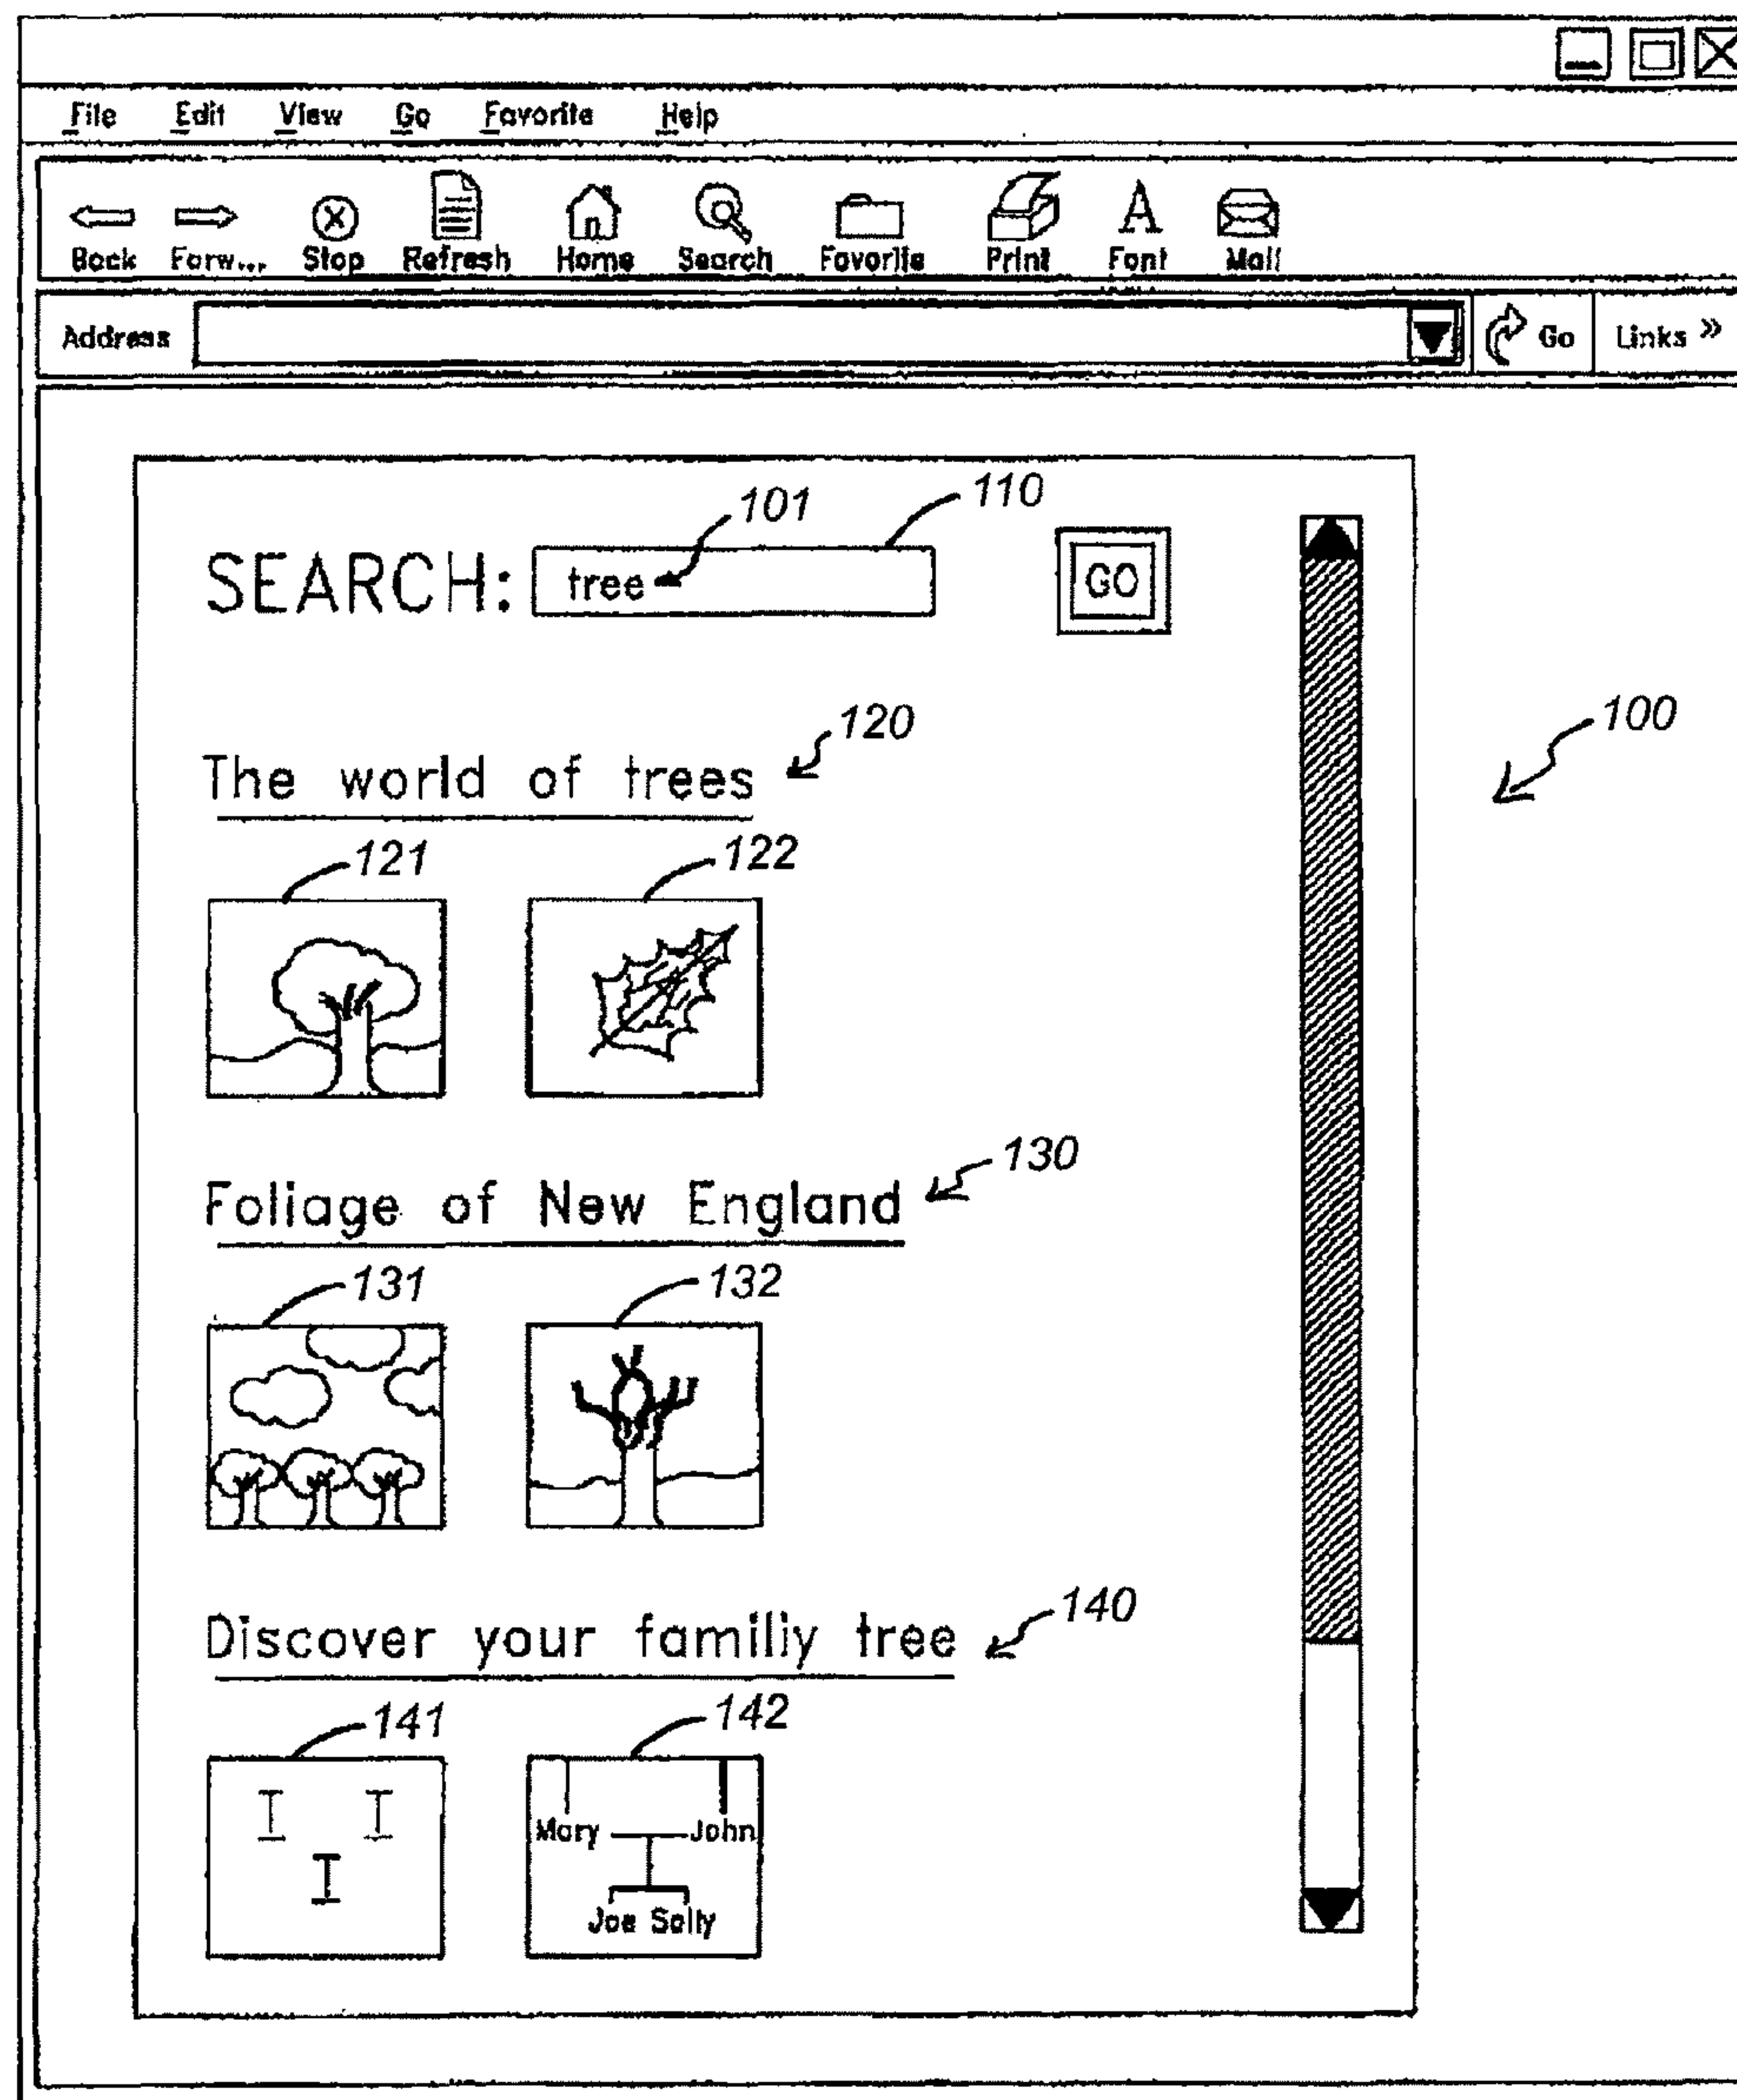 File Edit View Go Favorite Help
Back Forw... Stop Refresh Home Search Favorite Print Font Mail
Address Go Links »
101 110
SEARCH: tree GO
120 100
The world of trees
121 122
130
Foliage of New England
131 132
140
Discover your familiy tree
141 142
I I
Mary John
I
Joe Sally